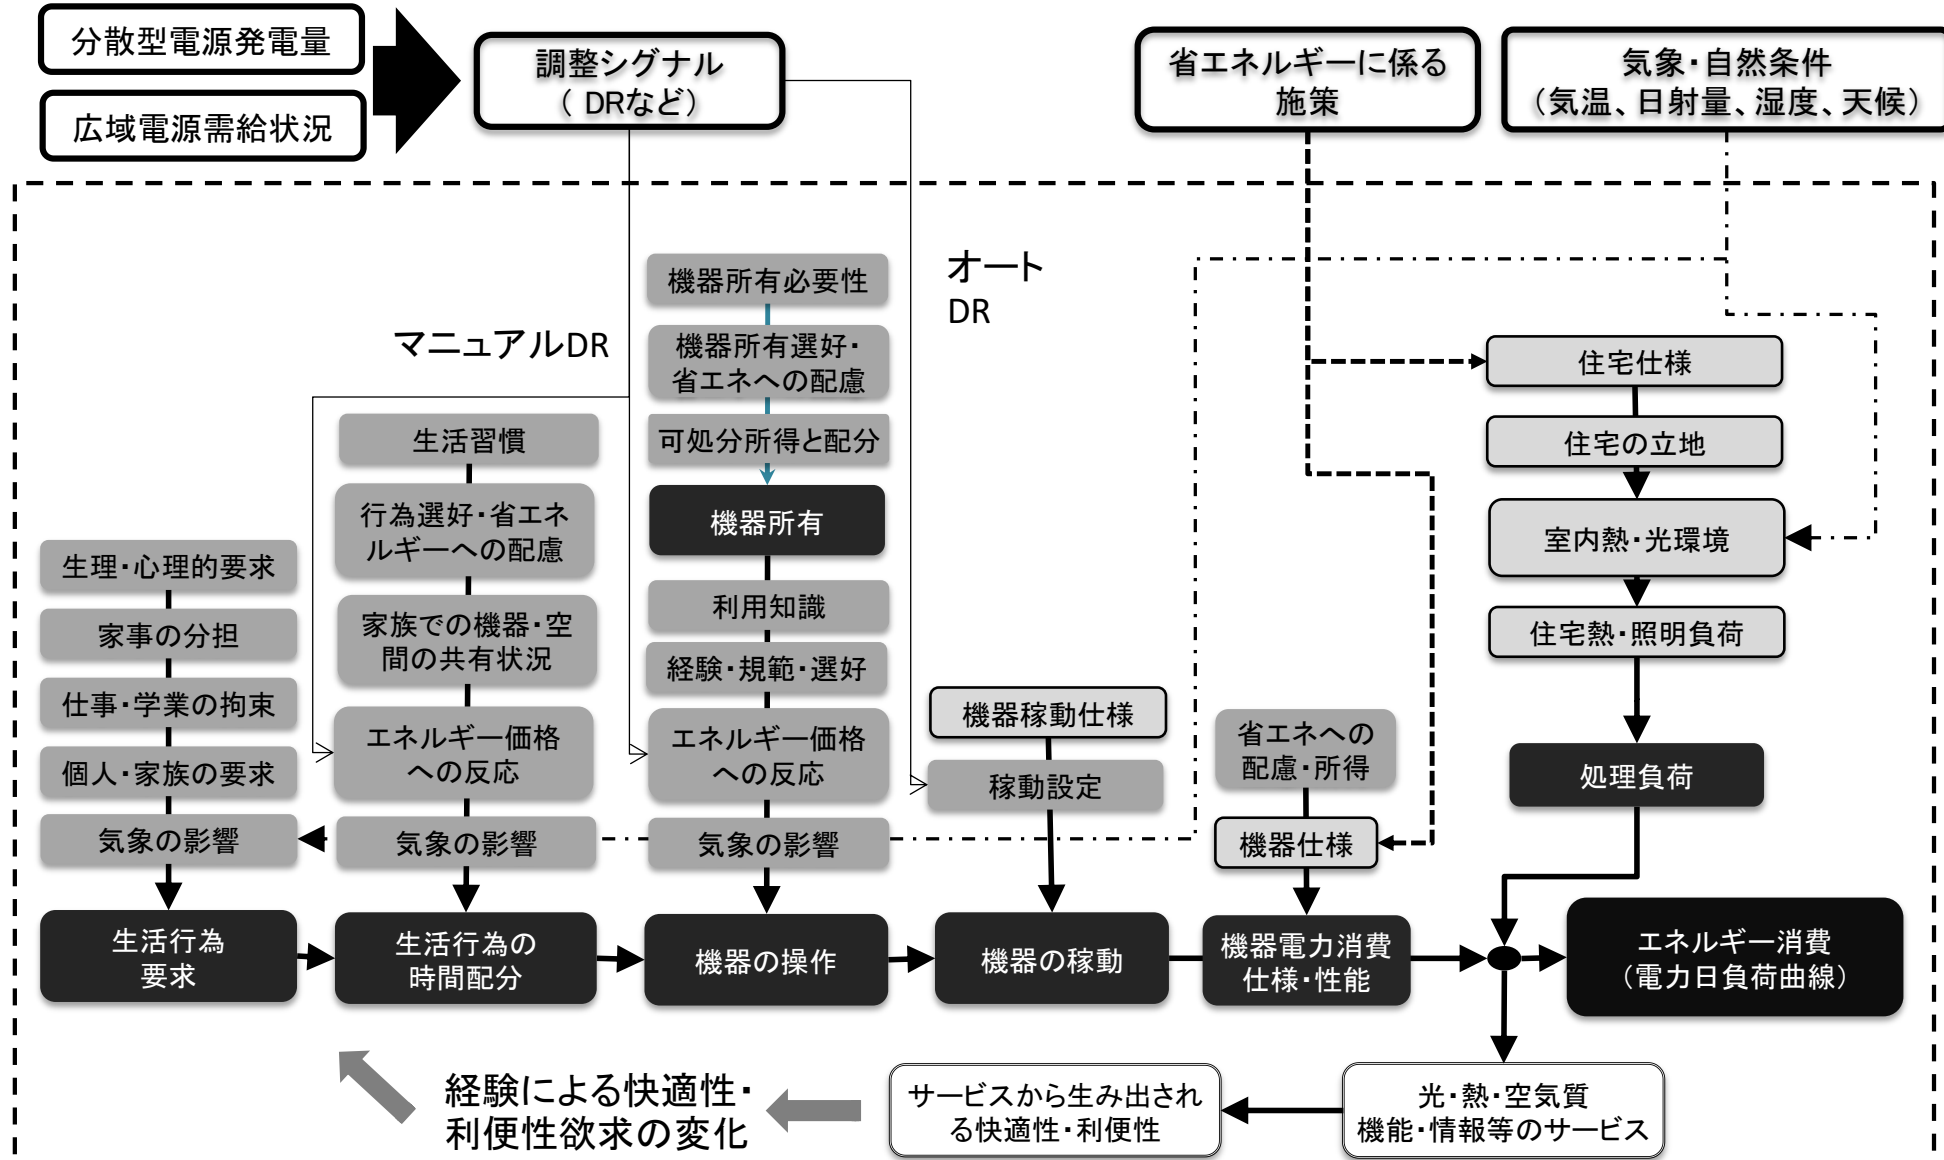 分散型電源発電量
広域電源需給状況
調整シグナル
（ DRなど）
省エネルギーに係る
施策
気象・自然条件
（気温、日射量、湿度、天候）
オート
DR
マニュアルDR
機器所有必要性
機器所有選好・
省エネへの配慮
可処分所得と配分
機器所有
利用知識
経験・規範・選好
エネルギー価格
への反応
気象の影響
生活習慣
行為選好・省エネ
ルギーへの配慮
家族での機器・空
間の共有状況
エネルギー価格
への反応
気象の影響
生理・心理的要求
家事の分担
仕事・学業の拘束
個人・家族の要求
気象の影響
機器稼動仕様
稼動設定
省エネへの
配慮・所得
機器仕様
住宅仕様
住宅の立地
室内熱・光環境
住宅熱・照明負荷
処理負荷
生活行為
要求
生活行為の
時間配分
機器の操作
機器の稼動
機器電力消費
仕様・性能
エネルギー消費
（電力日負荷曲線）
経験による快適性・
利便性欲求の変化
サービスから生み出され
る快適性・利便性
光・熱・空気質
機能・情報等のサービス